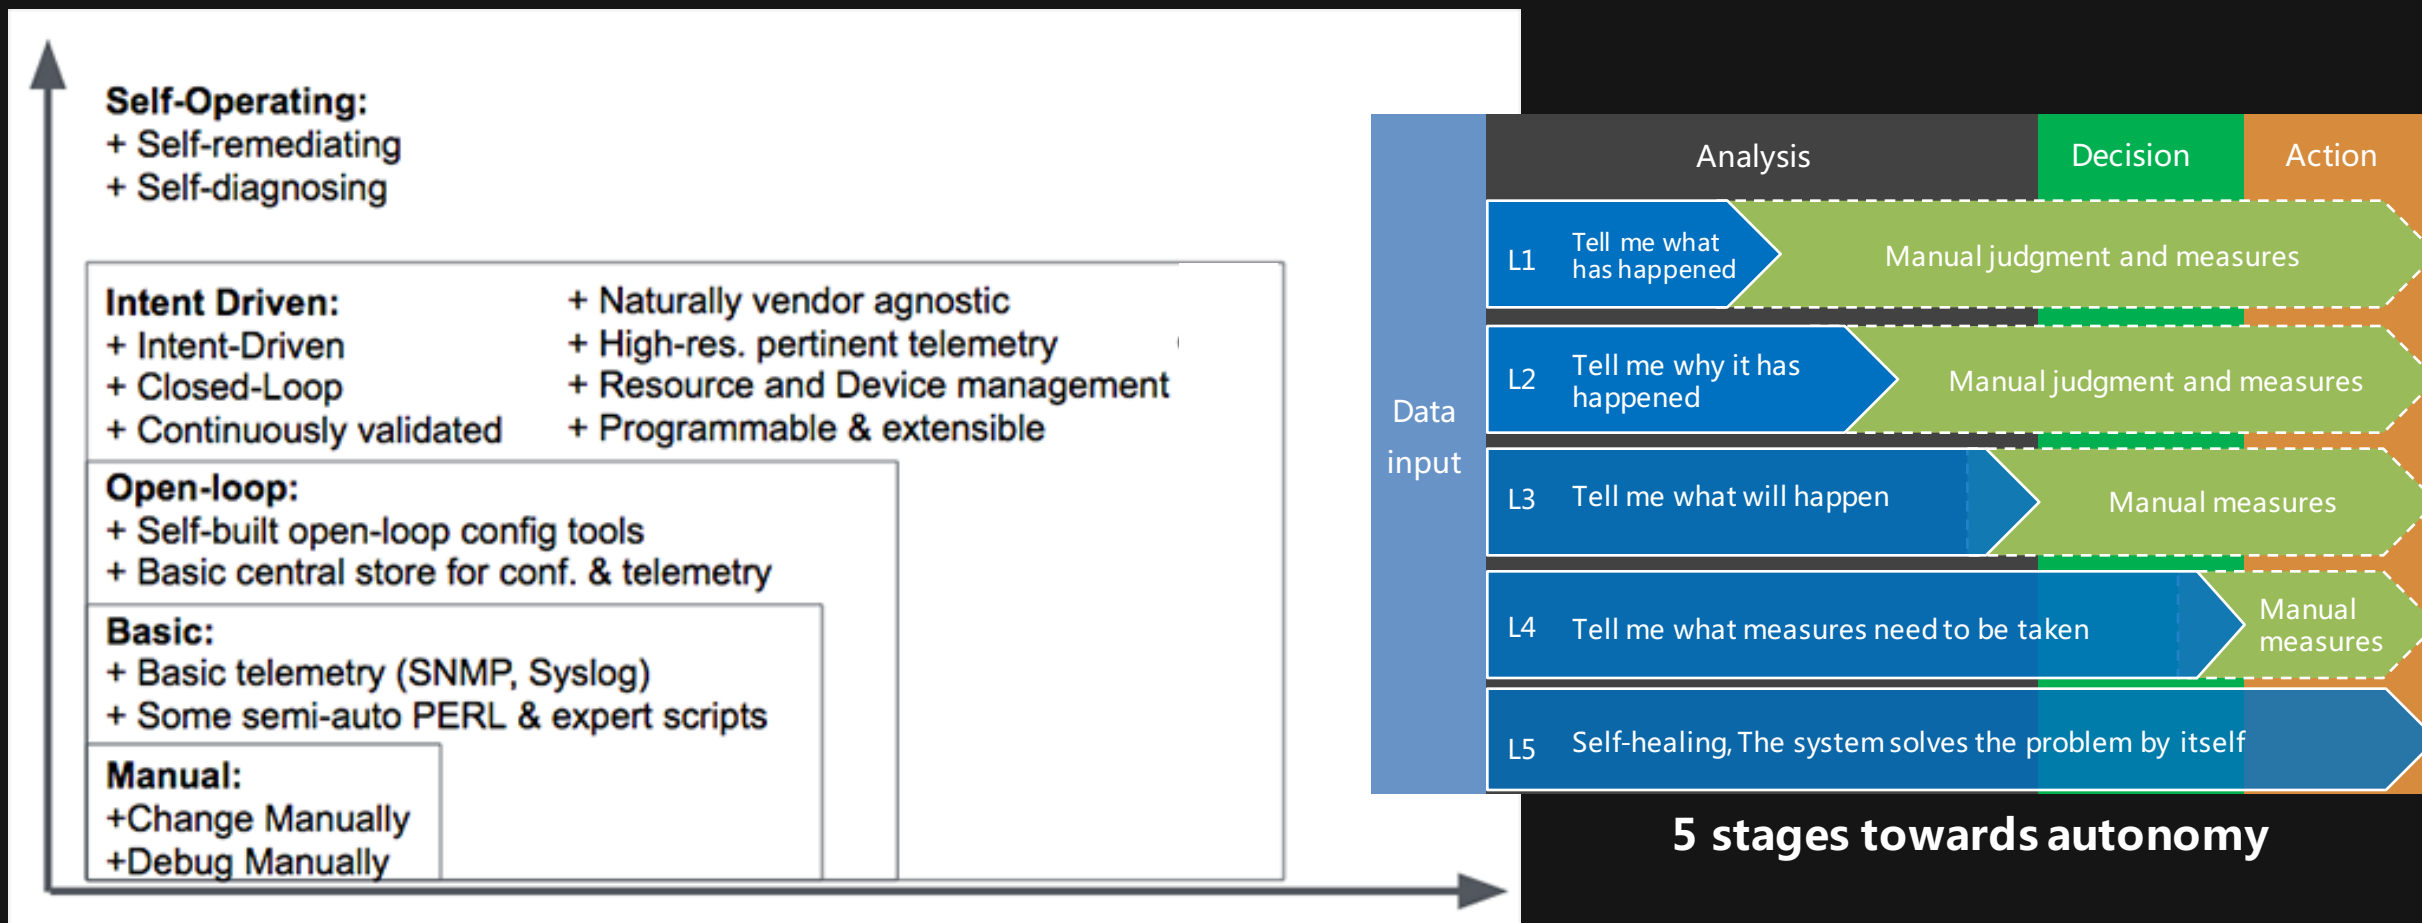 Self-Operating:
+ Self-remediating
+ Self-diagnosing
Intent Driven:
+ Intent-Driven
+ Closed-Loop
+ Continuously validated
+ Naturally vendor agnostic
+ High-res. pertinent telemetry
+ Resource and Device management
+ Programmable & extensible
Open-loop:
+ Self-built open-loop config tools
+ Basic central store for conf. & telemetry
Basic:
+ Basic telemetry (SNMP, Syslog)
+ Some semi-auto PERL & expert scripts
Manual:
+Change Manually
+Debug Manually
Data
input
Analysis
Decision
Action
L1
Tell me what
has happened
Manual judgment and measures
L2
Tell me why it has
happened
Manual judgment and measures
L3
Tell me what will happen
Manual measures
L4
Tell me what measures need to be taken
Manual
measures
L5
Self-healing, The system solves the problem by itself
5 stages towards autonomy